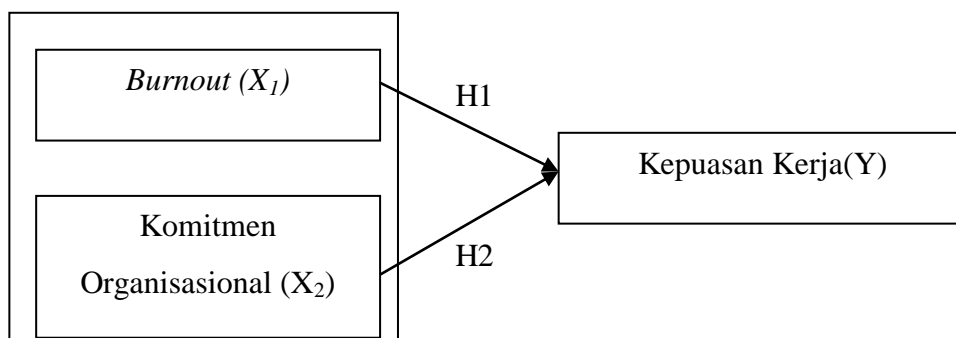 Burnout (X1)
H1
Kepuasan Kerja(Y)
Komitmen
Organisasional (X2)
H2